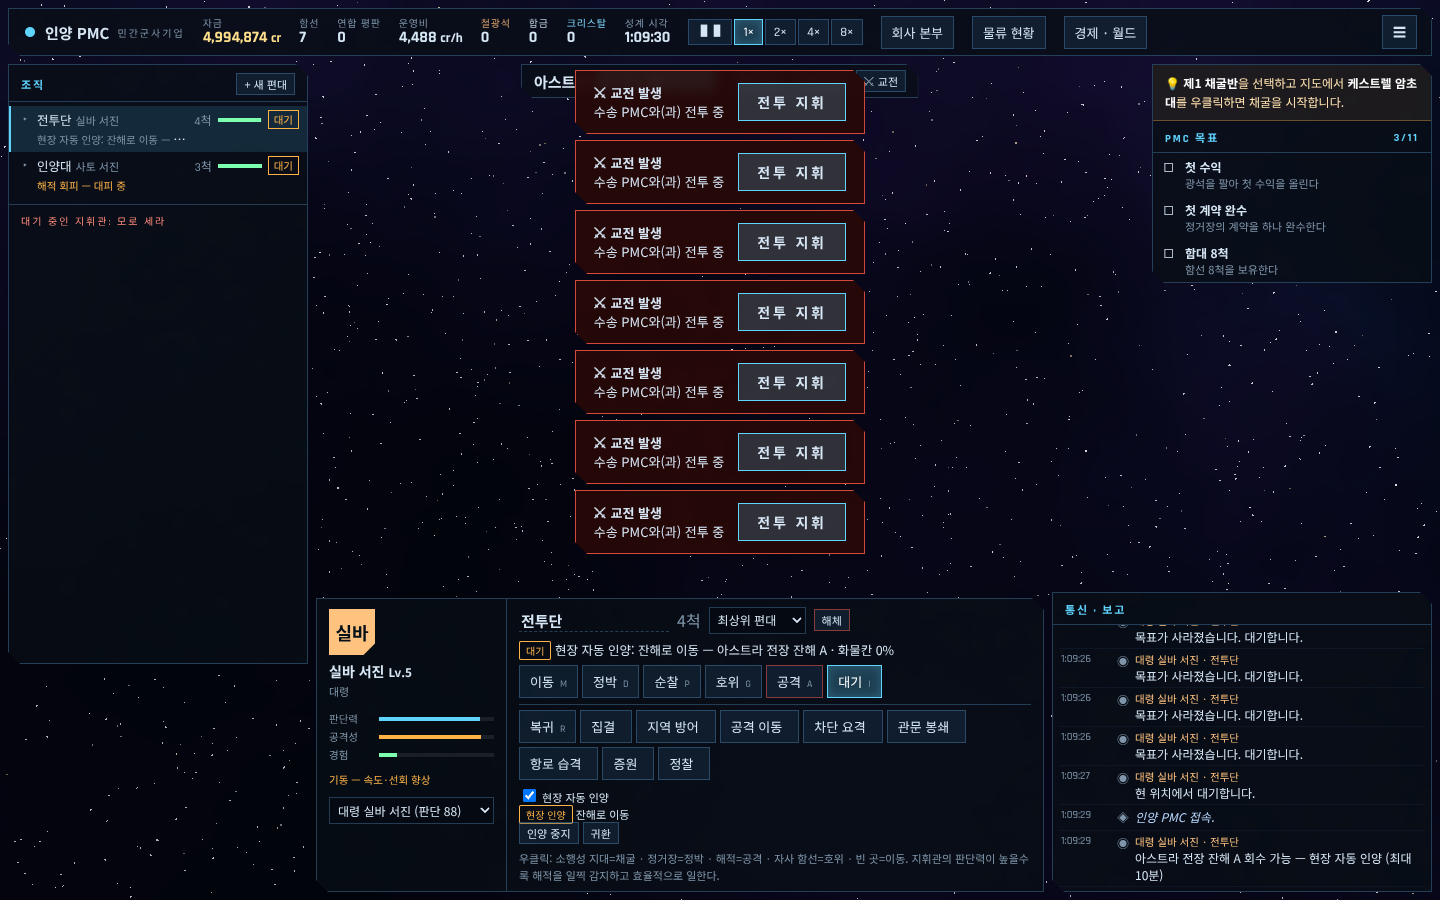 인양 PMC 민간군사기업
자금 4,994,874 cr
함선 7
연합 평판 0
운영비 4,488 cr/h
철광석 0
합금 0
크리스탈 0
성계 시각 1:09:30
1× 2× 4× 8×
회사 본부
물류 현황
경제 · 월드
☰
조직
+ 새 편대
전투단 실바 서진 4척 대기
현장 자동 인양: 잔해로 이동 — ···
인양대 사토 서진 3척 대기
해적 회피 — 대피 중
대기 중인 지휘관: 모로 세라
아스트
⚔ 교전
⚔ 교전 발생
수송 PMC와(과) 전투 중
전투 지휘
⚔ 교전 발생
수송 PMC와(과) 전투 중
전투 지휘
⚔ 교전 발생
수송 PMC와(과) 전투 중
전투 지휘
⚔ 교전 발생
수송 PMC와(과) 전투 중
전투 지휘
⚔ 교전 발생
수송 PMC와(과) 전투 중
전투 지휘
⚔ 교전 발생
수송 PMC와(과) 전투 중
전투 지휘
⚔ 교전 발생
수송 PMC와(과) 전투 중
전투 지휘
💡 제1 채굴반을 선택하고 지도에서 케스트렐 암초
대를 우클릭하면 채굴을 시작합니다.
PMC 목표 3/11
☐ 첫 수익
광석을 팔아 첫 수익을 올린다
☐ 첫 계약 완수
정거장의 계약을 하나 완수한다
☐ 함대 8척
함선 8척을 보유한다
실바
실바 서진 Lv.5
대령
판단력
공격성
경험
기동 — 속도·선회 향상
대령 실바 서진 (판단 88)
전투단 4척 최상위 편대 해체
대기 현장 자동 인양: 잔해로 이동 — 아스트라 전장 잔해 A · 화물칸 0%
이동 M 정박 D 순찰 P 호위 G 공격 A 대기 I
복귀 R 집결 지역 방어 공격 이동 차단 요격 관문 봉쇄
항로 습격 증원 정찰
현장 자동 인양
현장 인양 잔해로 이동
인양 중지 귀환
우클릭: 소행성 지대=채굴 · 정거장=정박 · 해적=공격 · 자사 함선=호위 · 빈 곳=이동. 지휘관의 판단력이 높을수
록 해적을 일찍 감지하고 효율적으로 일한다.
통신 · 보고
목표가 사라졌습니다. 대기합니다.
1:09:26 대령 실바 서진 · 전투단
목표가 사라졌습니다. 대기합니다.
1:09:26 대령 실바 서진 · 전투단
목표가 사라졌습니다. 대기합니다.
1:09:26 대령 실바 서진 · 전투단
목표가 사라졌습니다. 대기합니다.
1:09:27 대령 실바 서진 · 전투단
현 위치에서 대기합니다.
1:09:29 인양 PMC 접속.
1:09:29 대령 실바 서진 · 전투단
아스트라 전장 잔해 A 회수 가능 — 현장 자동 인양 (최대
10분)